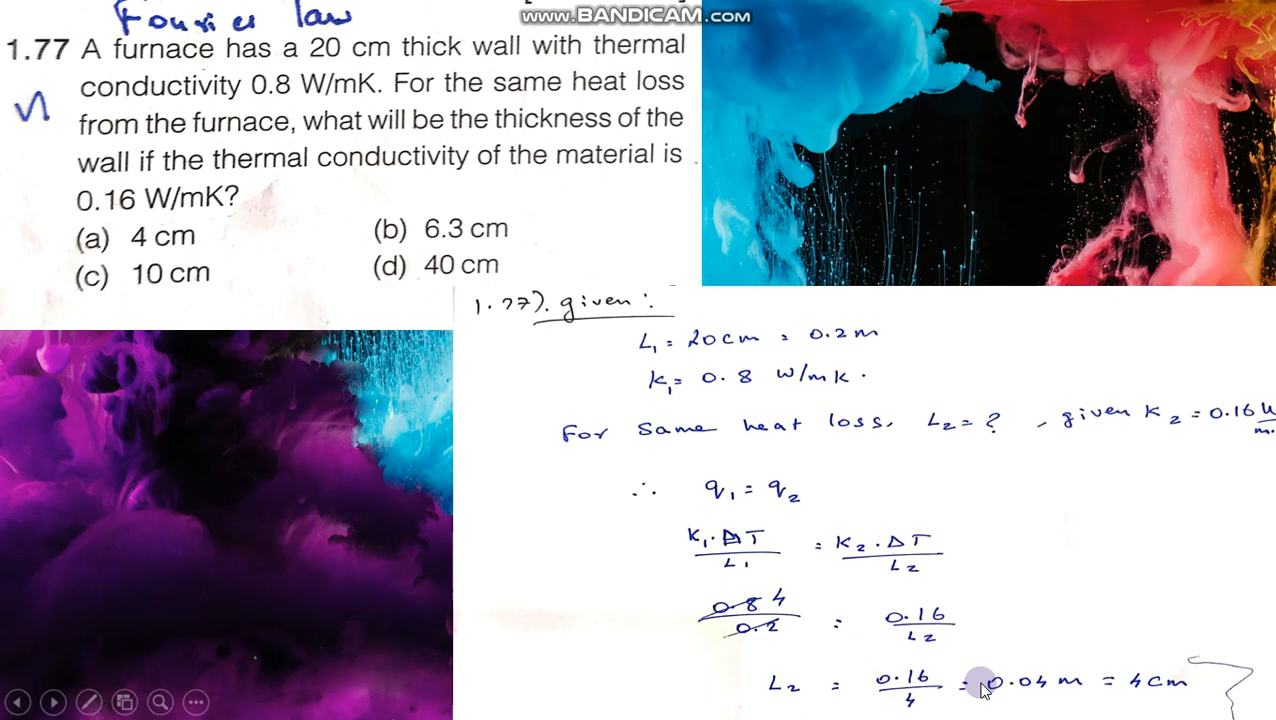 www.BANDICAM.com
Fourier law
1.77 A furnace has a 20 cm thick wall with thermal
conductivity 0.8 W/mK. For the same heat loss
from the furnace, what will be the thickness of the
wall if the thermal conductivity of the material is
0.16 W/mK?
(a) 4 cm (b) 6.3 cm
(c) 10 cm (d) 40 cm
1.77). given :
L₁ = 20cm = 0.2m
K₁ = 0.8 W/mK.
For same heat loss, L₂ = ? , given K₂ = 0.16
∴ q₁ = q₂
K₁.ΔT/L₁ = K₂.ΔT/L₂
0.8/0.2 4 = 0.16/L₂
L₂ = 0.16/4 = 0.04m = 4cm